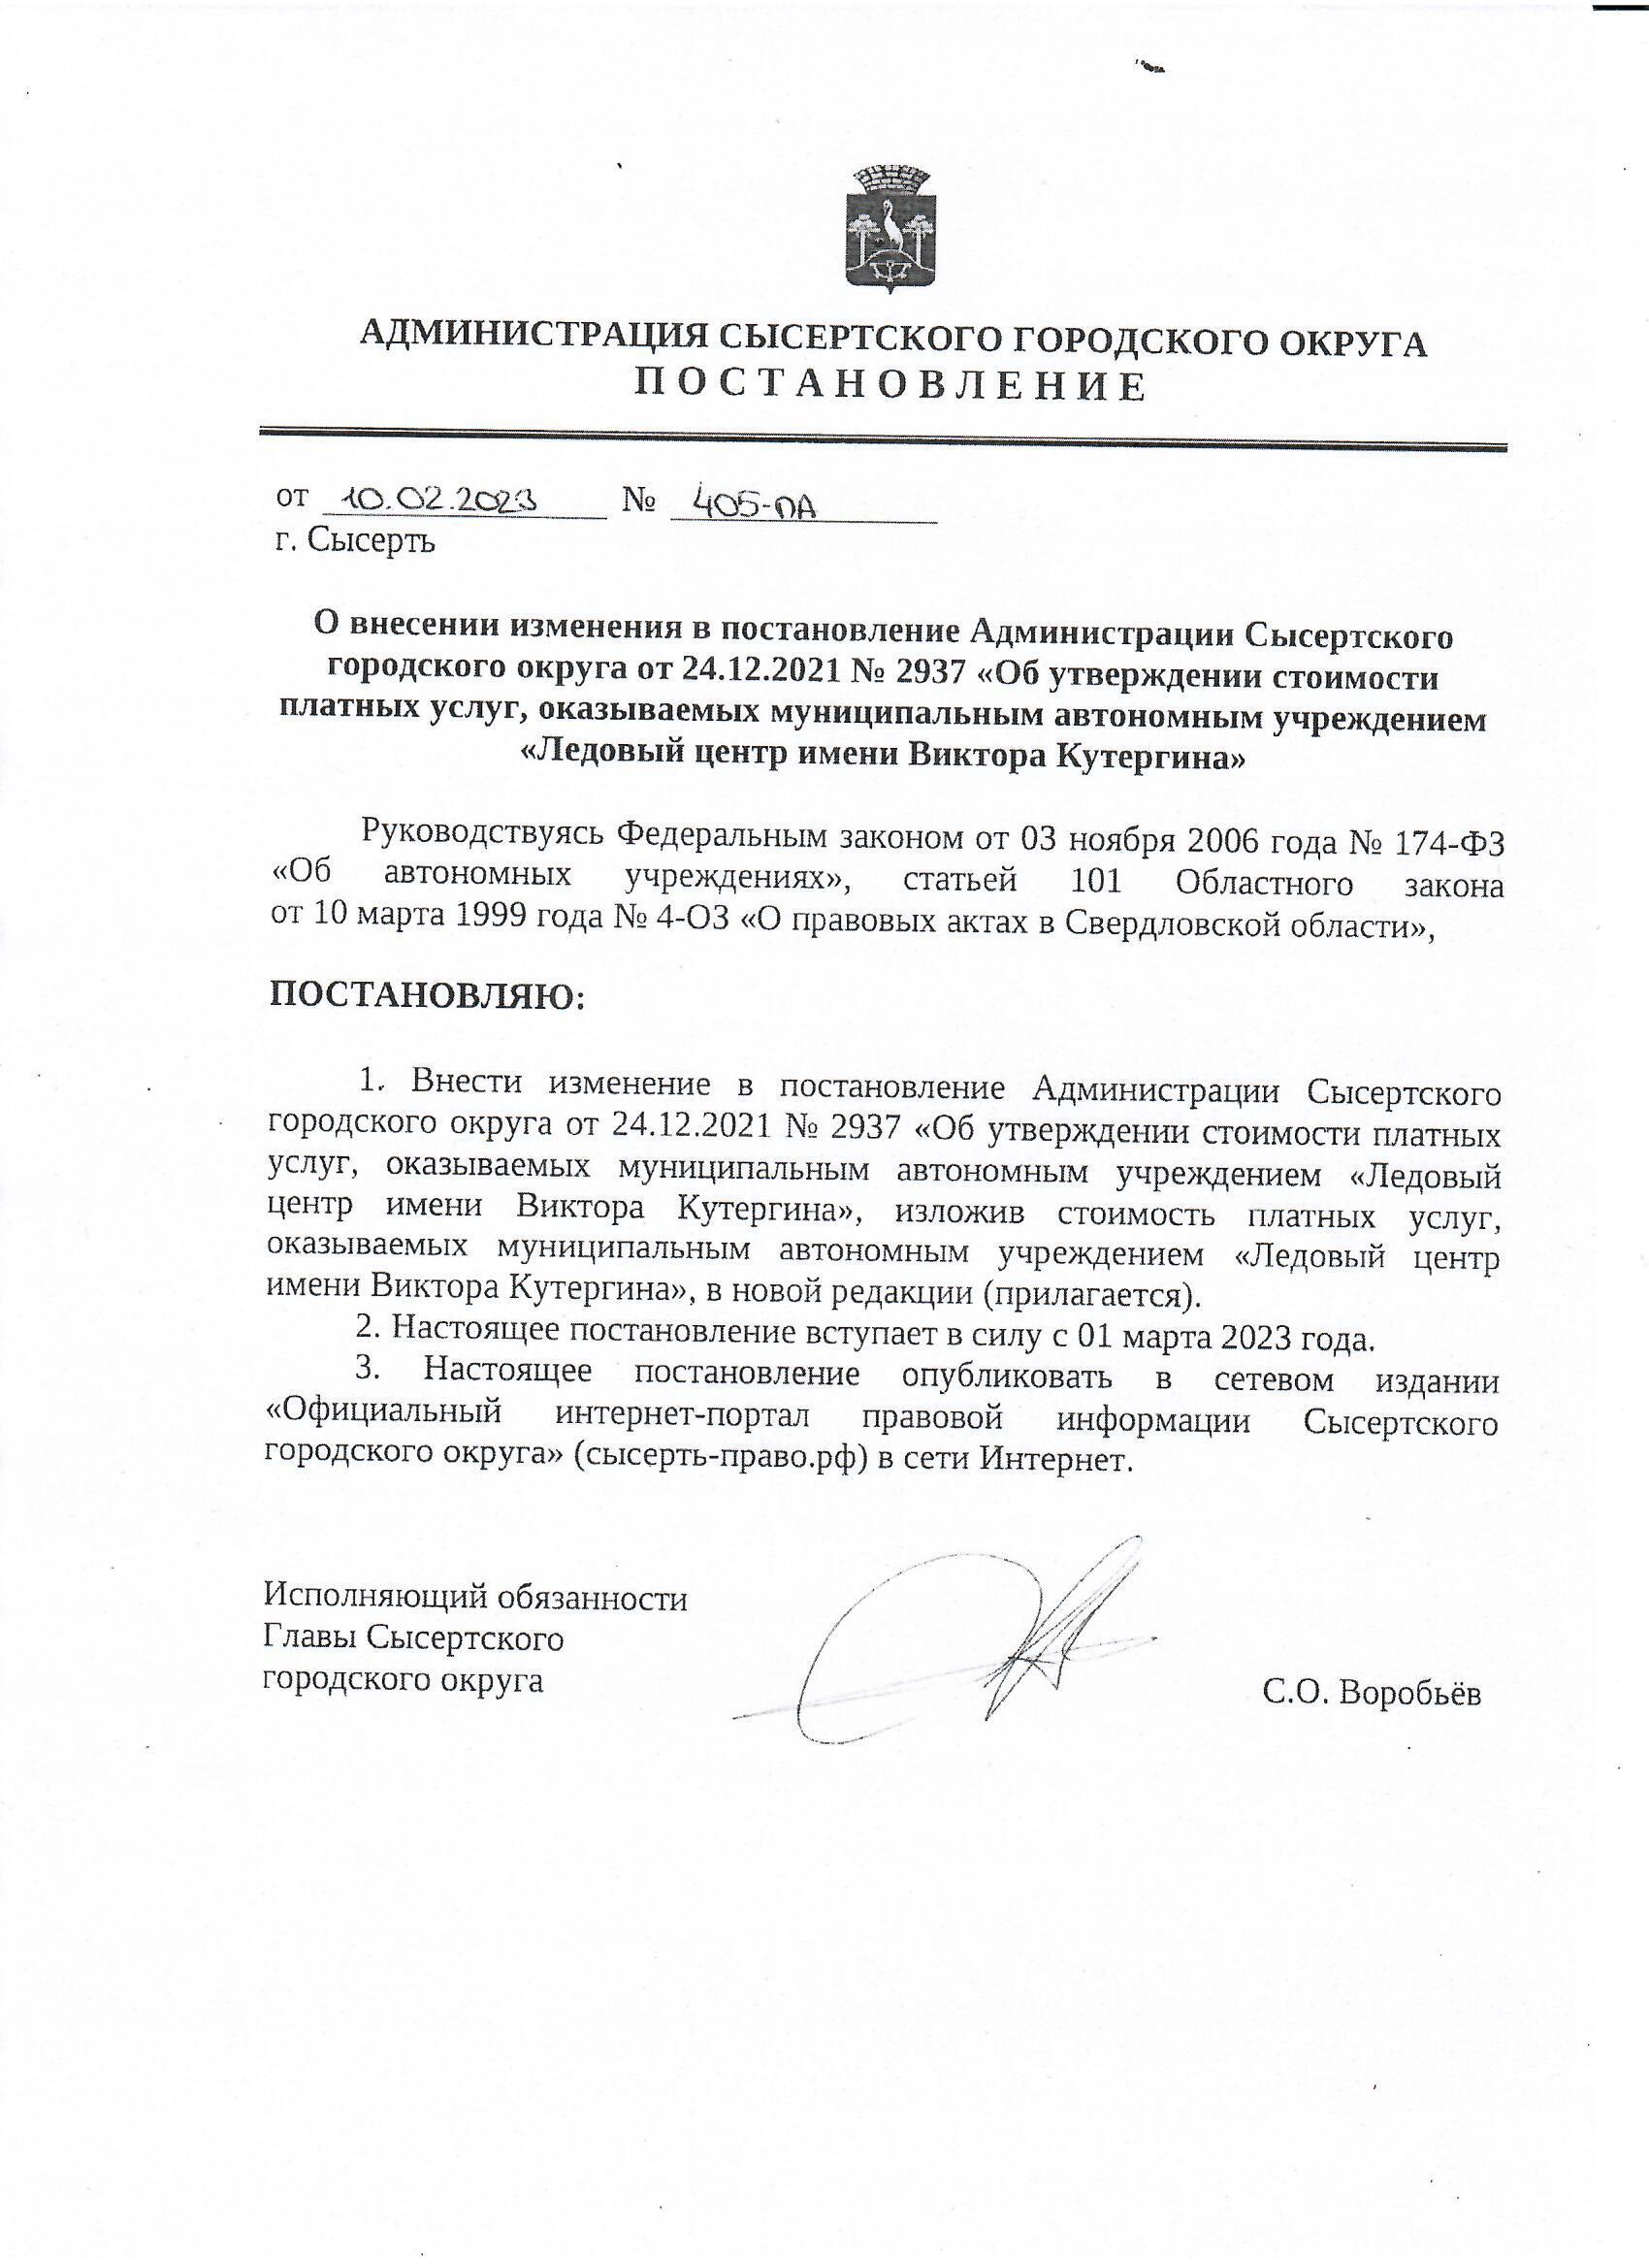 АДМИНИСТРАЦИЯ СЫСЕРТСКОГО ГОРОДСКОГО ОКРУГА
П О С Т А Н О В Л Е Н И Е
от 10.02.2023 № 405-ПА
г. Сысерть
О внесении изменения в постановление Администрации Сысертского
городского округа от 24.12.2021 № 2937 «Об утверждении стоимости
платных услуг, оказываемых муниципальным автономным учреждением
«Ледовый центр имени Виктора Кутергина»
Руководствуясь Федеральным законом от 03 ноября 2006 года № 174-ФЗ
«Об автономных учреждениях», статьей 101 Областного закона
от 10 марта 1999 года № 4-ОЗ «О правовых актах в Свердловской области»,
ПОСТАНОВЛЯЮ:
1. Внести изменение в постановление Администрации Сысертского
городского округа от 24.12.2021 № 2937 «Об утверждении стоимости платных
услуг, оказываемых муниципальным автономным учреждением «Ледовый
центр имени Виктора Кутергина», изложив стоимость платных услуг,
оказываемых муниципальным автономным учреждением «Ледовый центр
имени Виктора Кутергина», в новой редакции (прилагается).
2. Настоящее постановление вступает в силу с 01 марта 2023 года.
3. Настоящее постановление опубликовать в сетевом издании
«Официальный интернет-портал правовой информации Сысертского
городского округа» (сысерть-право.рф) в сети Интернет.
Исполняющий обязанности
Главы Сысертского
городского округа
С.О. Воробьёв